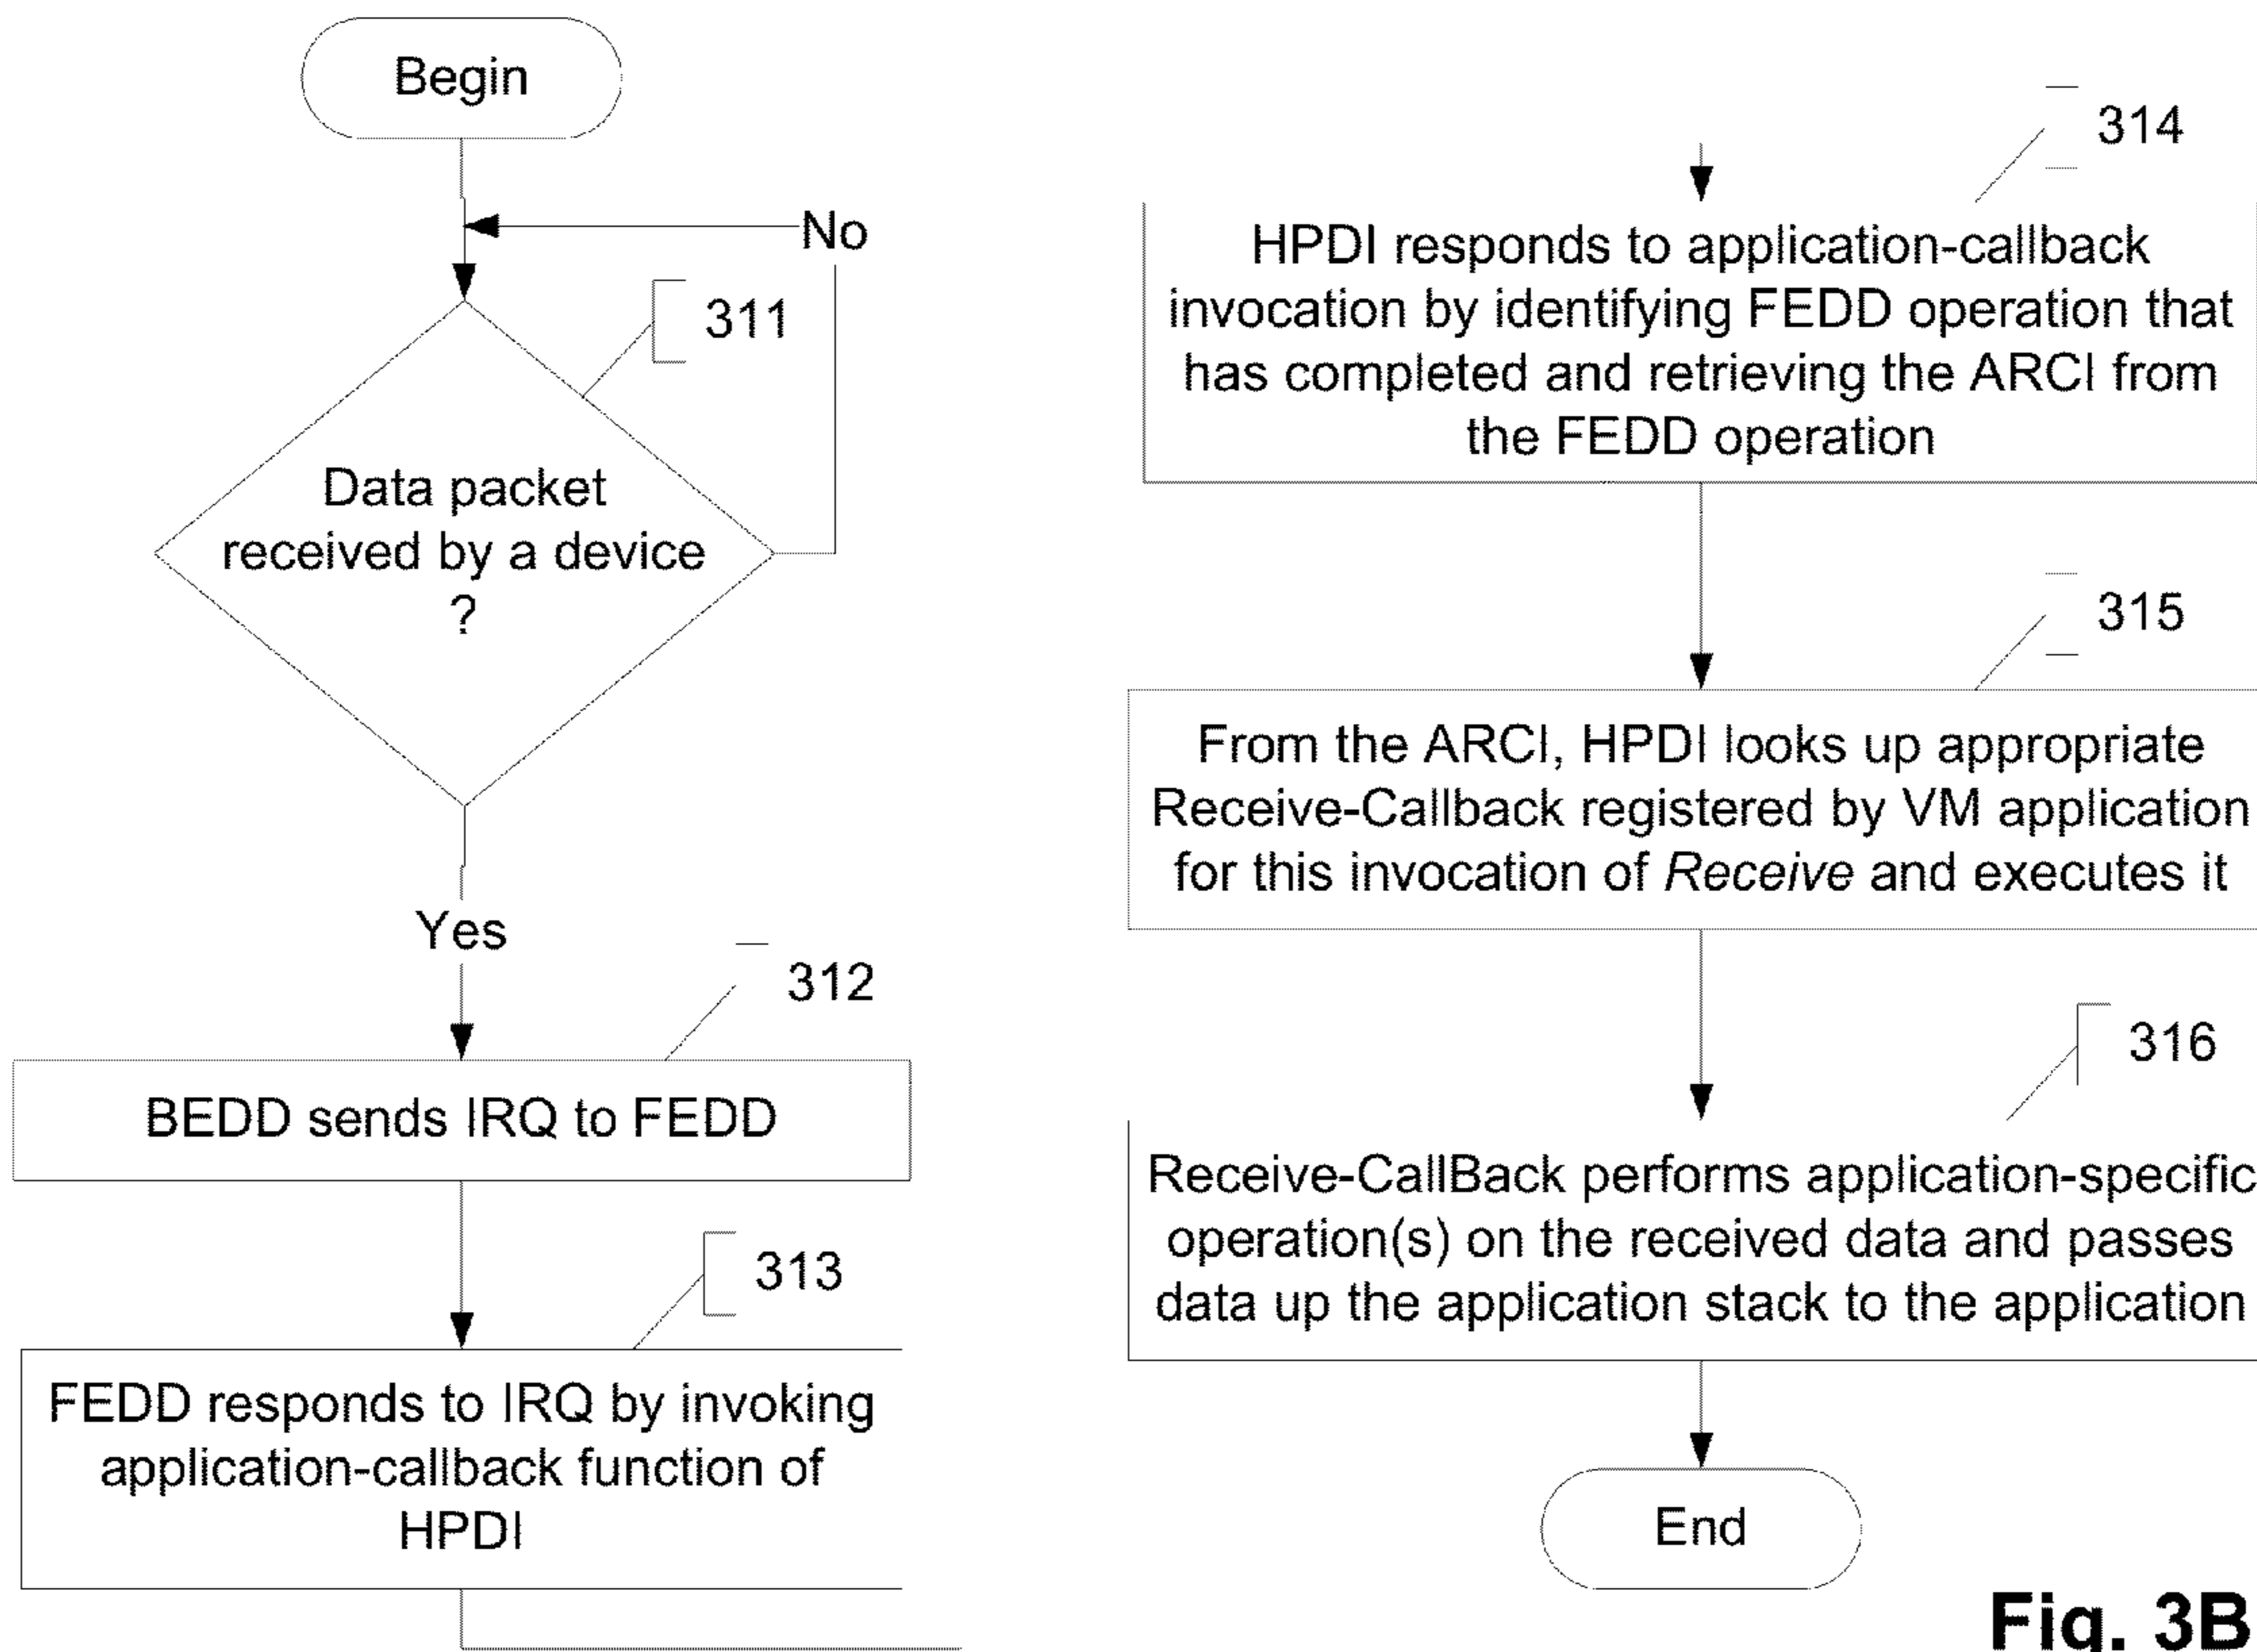 Begin
No
311
Data packet
received by a device
?
Yes
312
BEDD sends IRQ to FEDD
313
FEDD responds to IRQ by invoking
application-callback function of
HPDI
314
HPDI responds to application-callback
invocation by identifying FEDD operation that
has completed and retrieving the ARCI from
the FEDD operation
315
From the ARCI, HPDI looks up appropriate
Receive-Callback registered by VM application
for this invocation of Receive and executes it
316
Receive-CallBack performs application-specific
operation(s) on the received data and passes
data up the application stack to the application
End
Fig. 3B